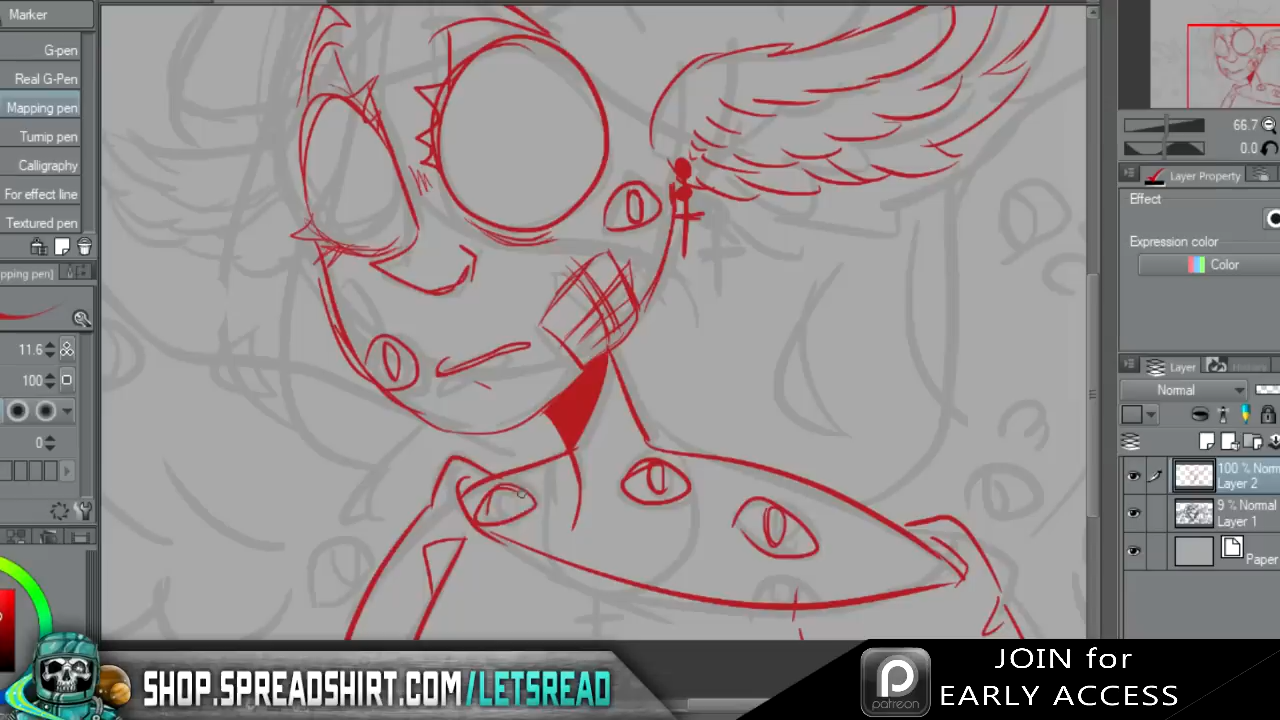 Marker
G-pen
Real G-Pen
Mapping pen
Turnip pen
Calligraphy
For effect line
Textured pen
pping pen]
11.6
100
0
66.7
0.0
Layer Property
Effect
Expression color
Color
Layer
Normal
100 % Norm
Layer 2
9 % Normal
Layer 1
Paper
SHOP.SPREADSHIRT.COM/LETSREAD
patreon
JOIN for
EARLY ACCESS